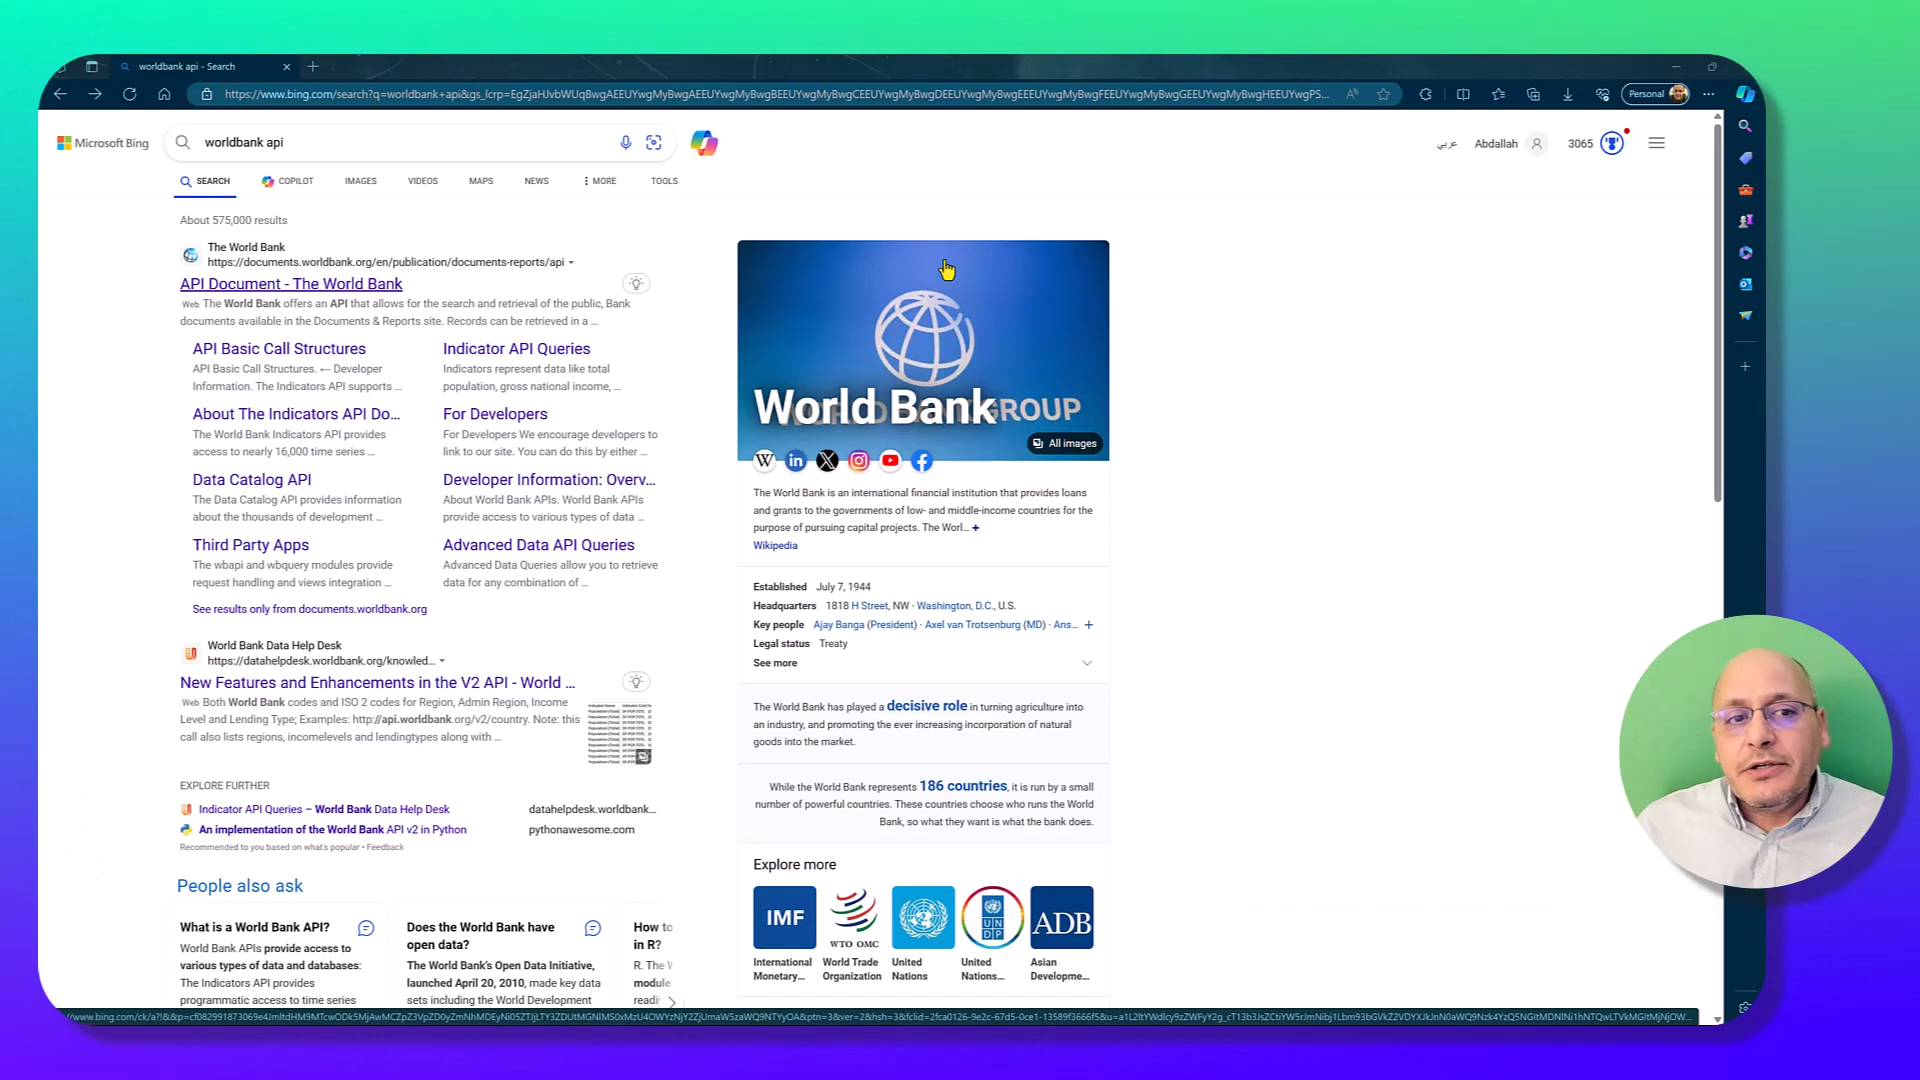 worldbank api - Search
https://www.bing.com/search?q=worldbank+api&gs_lcrp=EgZjaHJvbWUqBwgAEEUYwgMyBwgAEEUYwgMyBwgBEEUYwgMyBwgCEEUYwgMyBwgDEEUYwgMyBwgEEEUYwgMyBwgFEEUYwgMyBwgGEEUYwgMyBwgHEEUYwgPS...
Personal
Microsoft Bing
worldbank api
عربي
Abdallah
3065
SEARCH
COPILOT
IMAGES
VIDEOS
MAPS
NEWS
MORE
TOOLS
About 575,000 results
The World Bank
https://documents.worldbank.org/en/publication/documents-reports/api
API Document - The World Bank
Web The World Bank offers an API that allows for the search and retrieval of the public, Bank
documents available in the Documents & Reports site. Records can be retrieved in a ...
API Basic Call Structures
API Basic Call Structures. ← Developer
Information. The Indicators API supports ...
Indicator API Queries
Indicators represent data like total
population, gross national income, ...
About The Indicators API Do...
The World Bank Indicators API provides
access to nearly 16,000 time series ...
For Developers
For Developers We encourage developers to
link to our site. You can do this by either ...
Data Catalog API
The Data Catalog API provides information
about the thousands of development ...
Developer Information: Overv...
About World Bank APIs. World Bank APIs
provide access to various types of data ...
Third Party Apps
The wbapi and wbquery modules provide
request handling and views integration ...
Advanced Data API Queries
Advanced Data Queries allow you to retrieve
data for any combination of ...
See results only from documents.worldbank.org
World Bank Data Help Desk
https://datahelpdesk.worldbank.org/knowled...
New Features and Enhancements in the V2 API - World ...
Web Both World Bank codes and ISO 2 codes for Region, Admin Region, Income
Level and Lending Type; Examples: http://api.worldbank.org/v2/country. Note: this
call also lists regions, incomelevels and lendingtypes along with ...
EXPLORE FURTHER
Indicator API Queries – World Bank Data Help Desk
datahelpdesk.worldbank...
An implementation of the World Bank API v2 in Python
pythonawesome.com
Recommended to you based on what's popular • Feedback
People also ask
What is a World Bank API?
World Bank APIs provide access to
various types of data and databases:
The Indicators API provides
programmatic access to time series
Does the World Bank have
open data?
The World Bank's Open Data Initiative,
launched April 20, 2010, made key data
sets including the World Development
How to
in R?
R. The
module
World Bank
GROUP
All images
The World Bank is an international financial institution that provides loans
and grants to the governments of low- and middle-income countries for the
purpose of pursuing capital projects. The Worl... +
Wikipedia
Established July 7, 1944
Headquarters 1818 H Street, NW · Washington, D.C., U.S.
Key people Ajay Banga (President) · Axel van Trotsenburg (MD) · Ans... +
Legal status Treaty
See more
The World Bank has played a decisive role in turning agriculture into
an industry, and promoting the ever increasing incorporation of natural
goods into the market.
While the World Bank represents 186 countries, it is run by a small
number of powerful countries. These countries choose who runs the World
Bank, so what they want is what the bank does.
Explore more
IMF
WTO OMC
ADB
International
Monetary...
World Trade
Organization
United
Nations
United
Nations...
Asian
Developme...